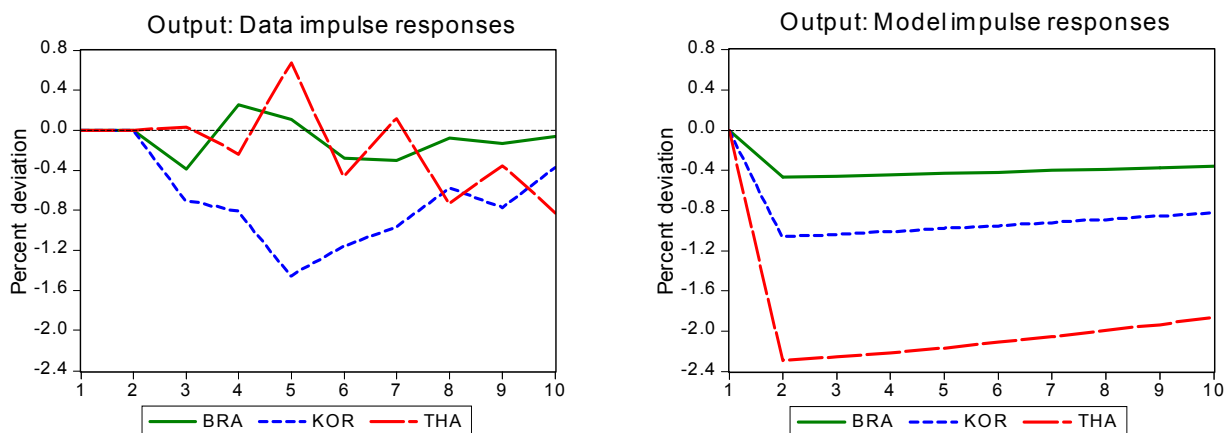 Output: Data impulse responses
Percent deviation
0.8
0.4
0.0
-0.4
-0.8
-1.2
-1.6
-2.0
-2.4
1 2 3 4 5 6 7 8 9 10
BRA KOR THA
Output: Model impulse responses
Percent deviation
0.8
0.4
0.0
-0.4
-0.8
-1.2
-1.6
-2.0
-2.4
1 2 3 4 5 6 7 8 9 10
BRA KOR THA